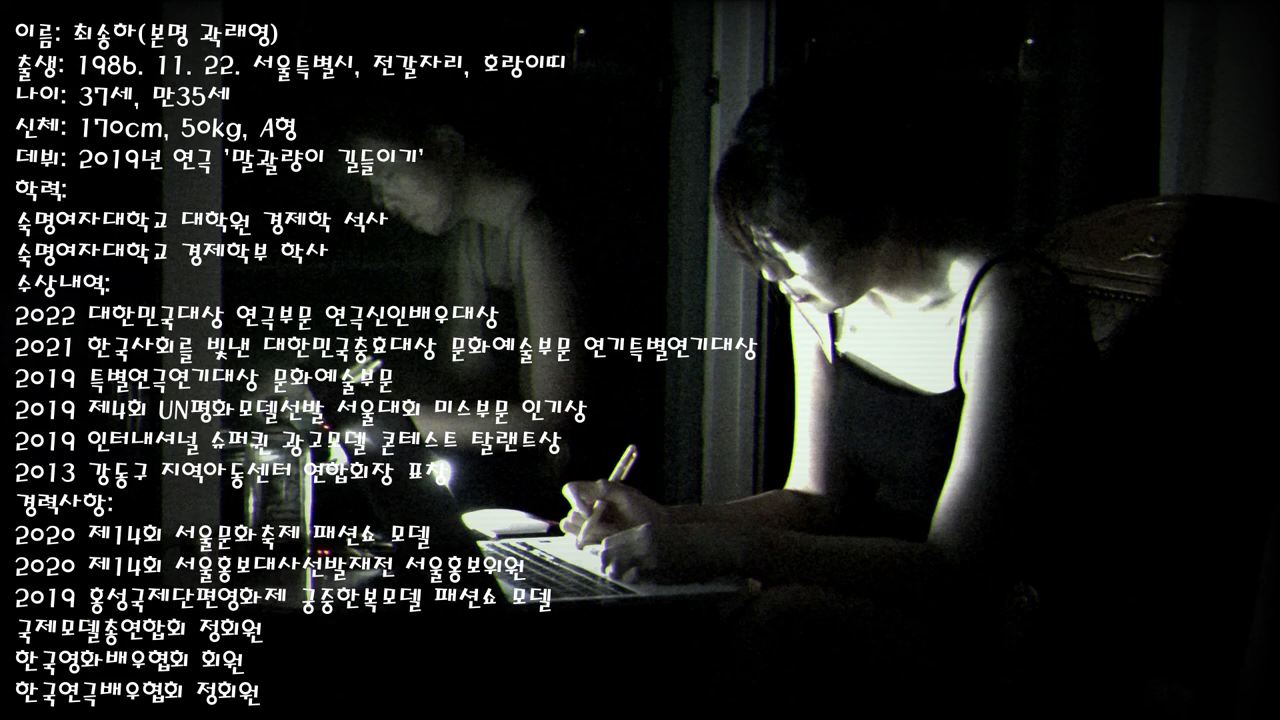 이름: 최송하(본명 곽래영)
출생: 1986. 11. 22. 서울특별시, 전갈자리, 호랑이띠
나이: 37세, 만35세
신체: 170cm, 50kg, A형
데뷔: 2019년 연극 '말괄량이 길들이기'
학력:
숙명여자대학교 대학원 경제학 석사
숙명여자대학교 경제학부 학사
수상내역:
2022 대한민국대상 연극부문 연극신인배우대상
2021 한국사회를 빛낸 대한민국충효대상 문화예술부문 연기특별연기대상
2019 특별연극연기대상 문화예술부문
2019 제4회 UN평화모델선발 서울대회 미스부문 인기상
2019 인터내셔널 슈퍼퀸 광고모델 콘테스트 탈랜트상
2013 강동구 지역아동센터 연합회장 표창
경력사항:
2020 제14회 서울문화축제 패션쇼 모델
2020 제14회 서울홍보대사선발재전 서울홍보위원
2019 홍성국제단편영화제 궁중한복모델 패션쇼 모델
국제모델총연합회 정회원
한국영화배우협회 회원
한국연극배우협회 정회원